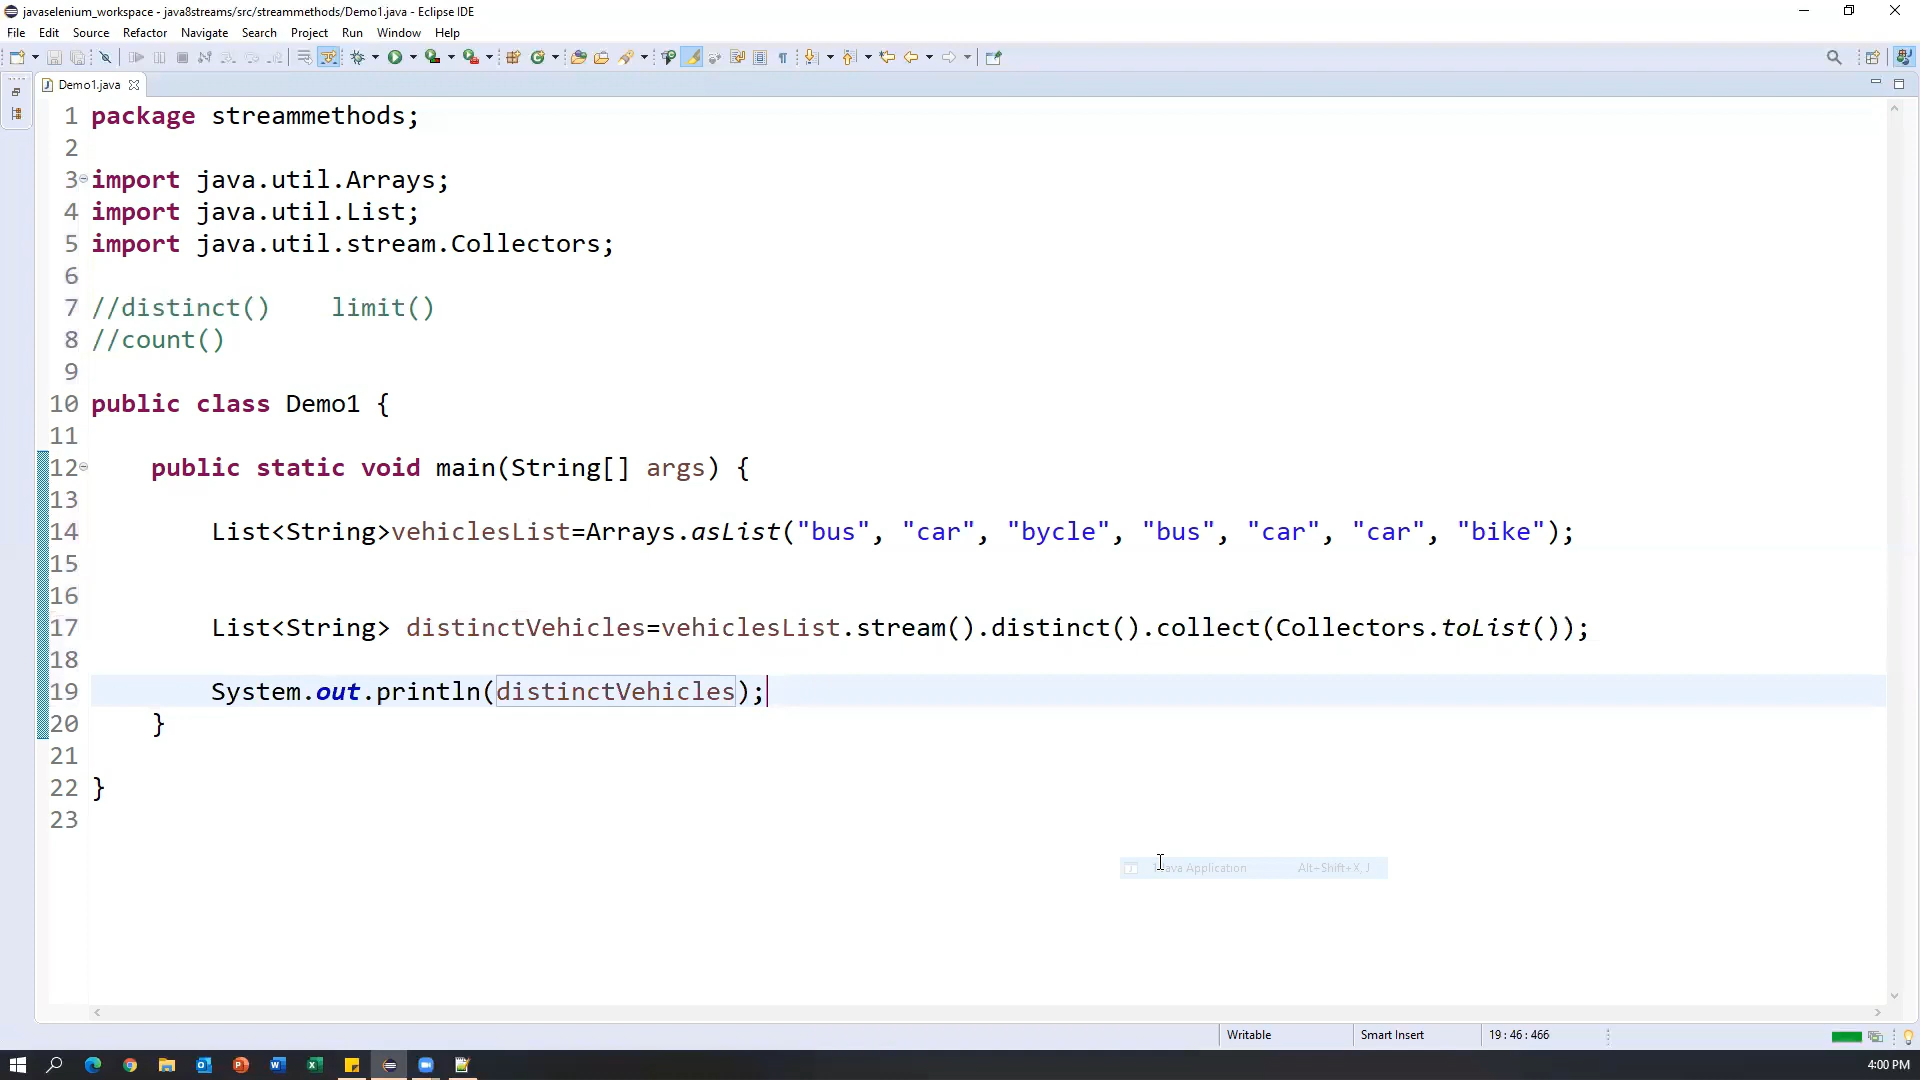 javaselenium_workspace - java8streams/src/streammethods/Demo1.java - Eclipse IDE
File Edit Source Refactor Navigate Search Project Run Window Help
Demo1.java
1 package streammethods;
2
3 import java.util.Arrays;
4 import java.util.List;
5 import java.util.stream.Collectors;
6
7 //distinct()    limit()
8 //count()
9
10 public class Demo1 {
11
12     public static void main(String[] args) {
13
14         List<String>vehiclesList=Arrays.asList("bus", "car", "bycle", "bus", "car", "car", "bike");
15
16
17         List<String> distinctVehicles=vehiclesList.stream().distinct().collect(Collectors.toList());
18
19         System.out.println(distinctVehicles);
20     }
21
22 }
23
Java Application Alt+Shift+X, J
Writable Smart Insert 19 : 46 : 466
4:00 PM